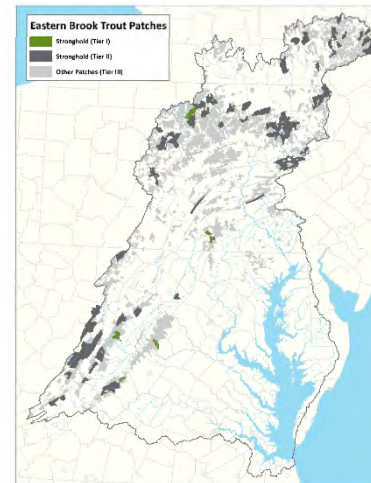 Eastern Brook Trout Patches
Stronghold (Tier I)
Stronghold (Tier II)
Other Patches (Tier III)